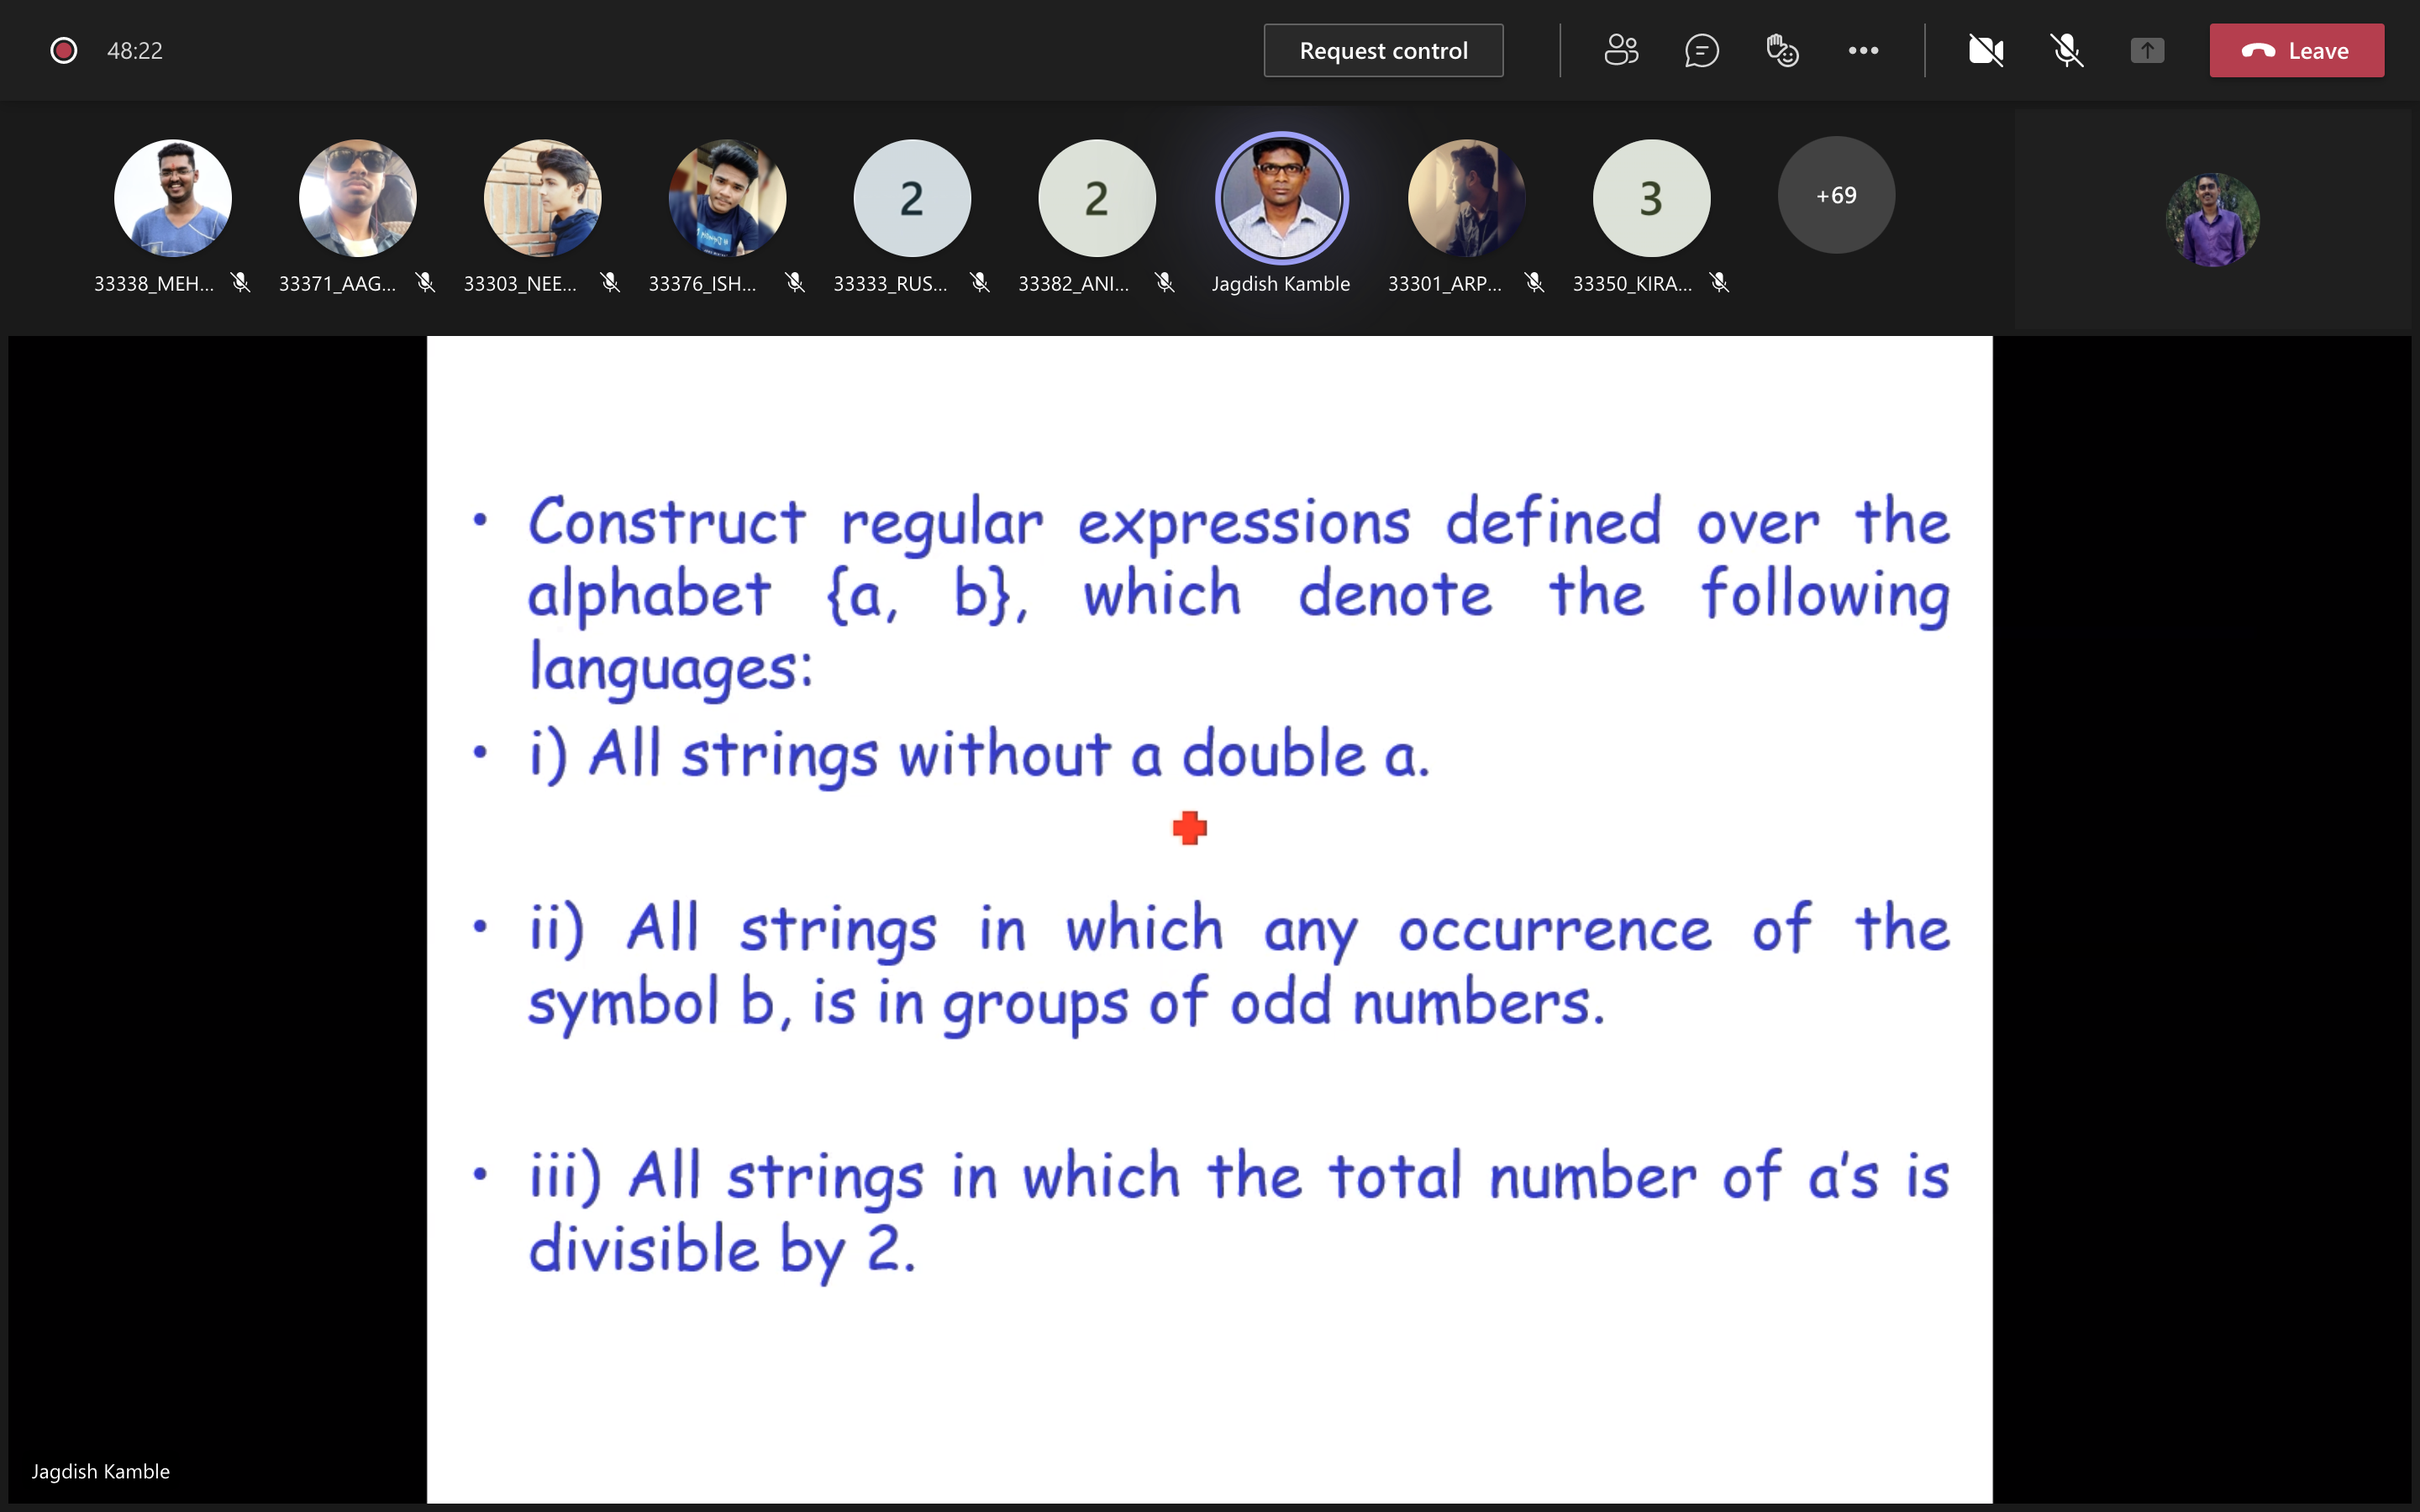 48:22
Request control
Leave
2
2
3
+69
33338_MEH...
33371_AAG...
33303_NEE...
33376_ISH...
33333_RUS...
33382_ANI...
Jagdish Kamble
33301_ARP...
33350_KIRA...
• Construct regular expressions defined over the
alphabet {a, b}, which denote the following
languages:
• i) All strings without a double a.
• ii) All strings in which any occurrence of the
symbol b, is in groups of odd numbers.
• iii) All strings in which the total number of a's is
divisible by 2.
Jagdish Kamble